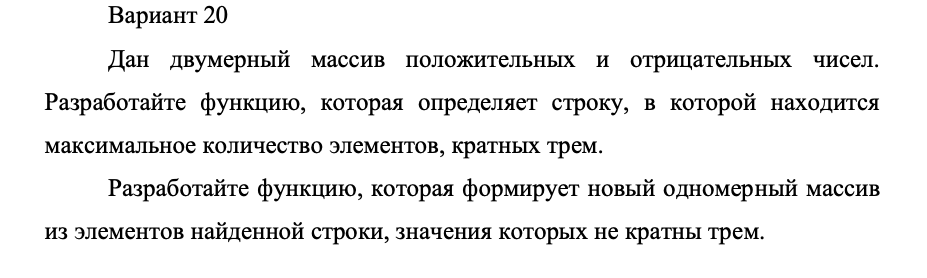 Вариант 20
Дан двумерный массив положительных и отрицательных чисел.
Разработайте функцию, которая определяет строку, в которой находится
максимальное количество элементов, кратных трем.
Разработайте функцию, которая формирует новый одномерный массив
из элементов найденной строки, значения которых не кратны трем.